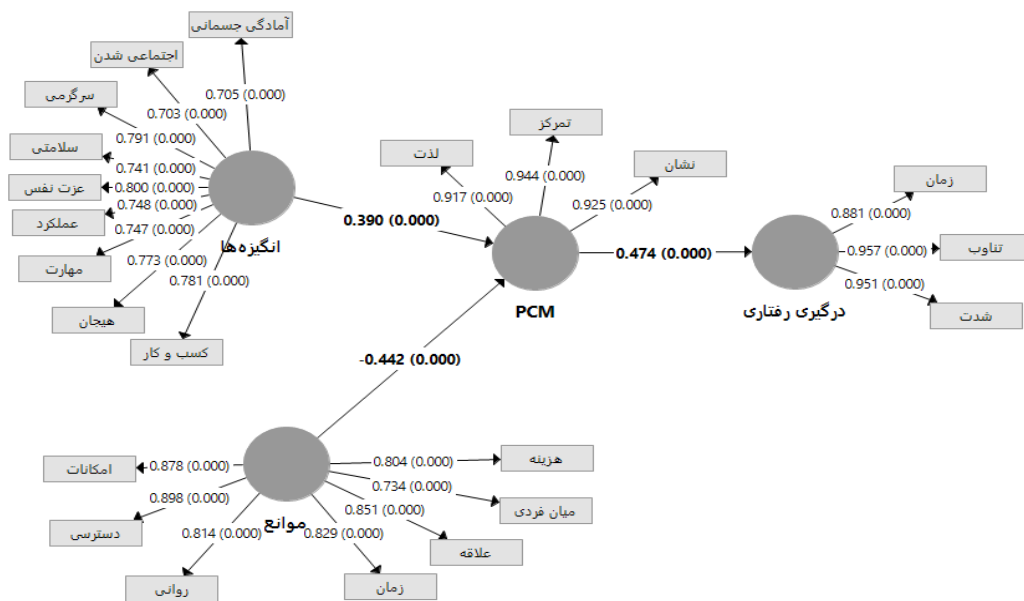 آمادگی جسمانی
0.705 (0.000)
اجتماعی شدن
0.703 (0.000)
سرگرمی
0.791 (0.000)
سلامتی
0.741 (0.000)
عزت نفس
0.800 (0.000)
عملکرد
0.748 (0.000)
مهارت
0.747 (0.000)
هیجان
0.773 (0.000)
کسب و کار
0.781 (0.000)
انگیزه‌ها
0.390 (0.000)
لذت
0.917 (0.000)
تمرکز
0.944 (0.000)
نشان
0.925 (0.000)
PCM
0.474 (0.000)
زمان
0.881 (0.000)
تناوب
0.957 (0.000)
شدت
0.951 (0.000)
درگیری رفتاری
-0.442 (0.000)
امکانات
0.878 (0.000)
دسترسی
0.898 (0.000)
روانی
0.814 (0.000)
زمان
0.829 (0.000)
علاقه
0.851 (0.000)
میان فردی
0.734 (0.000)
هزینه
0.804 (0.000)
موانع